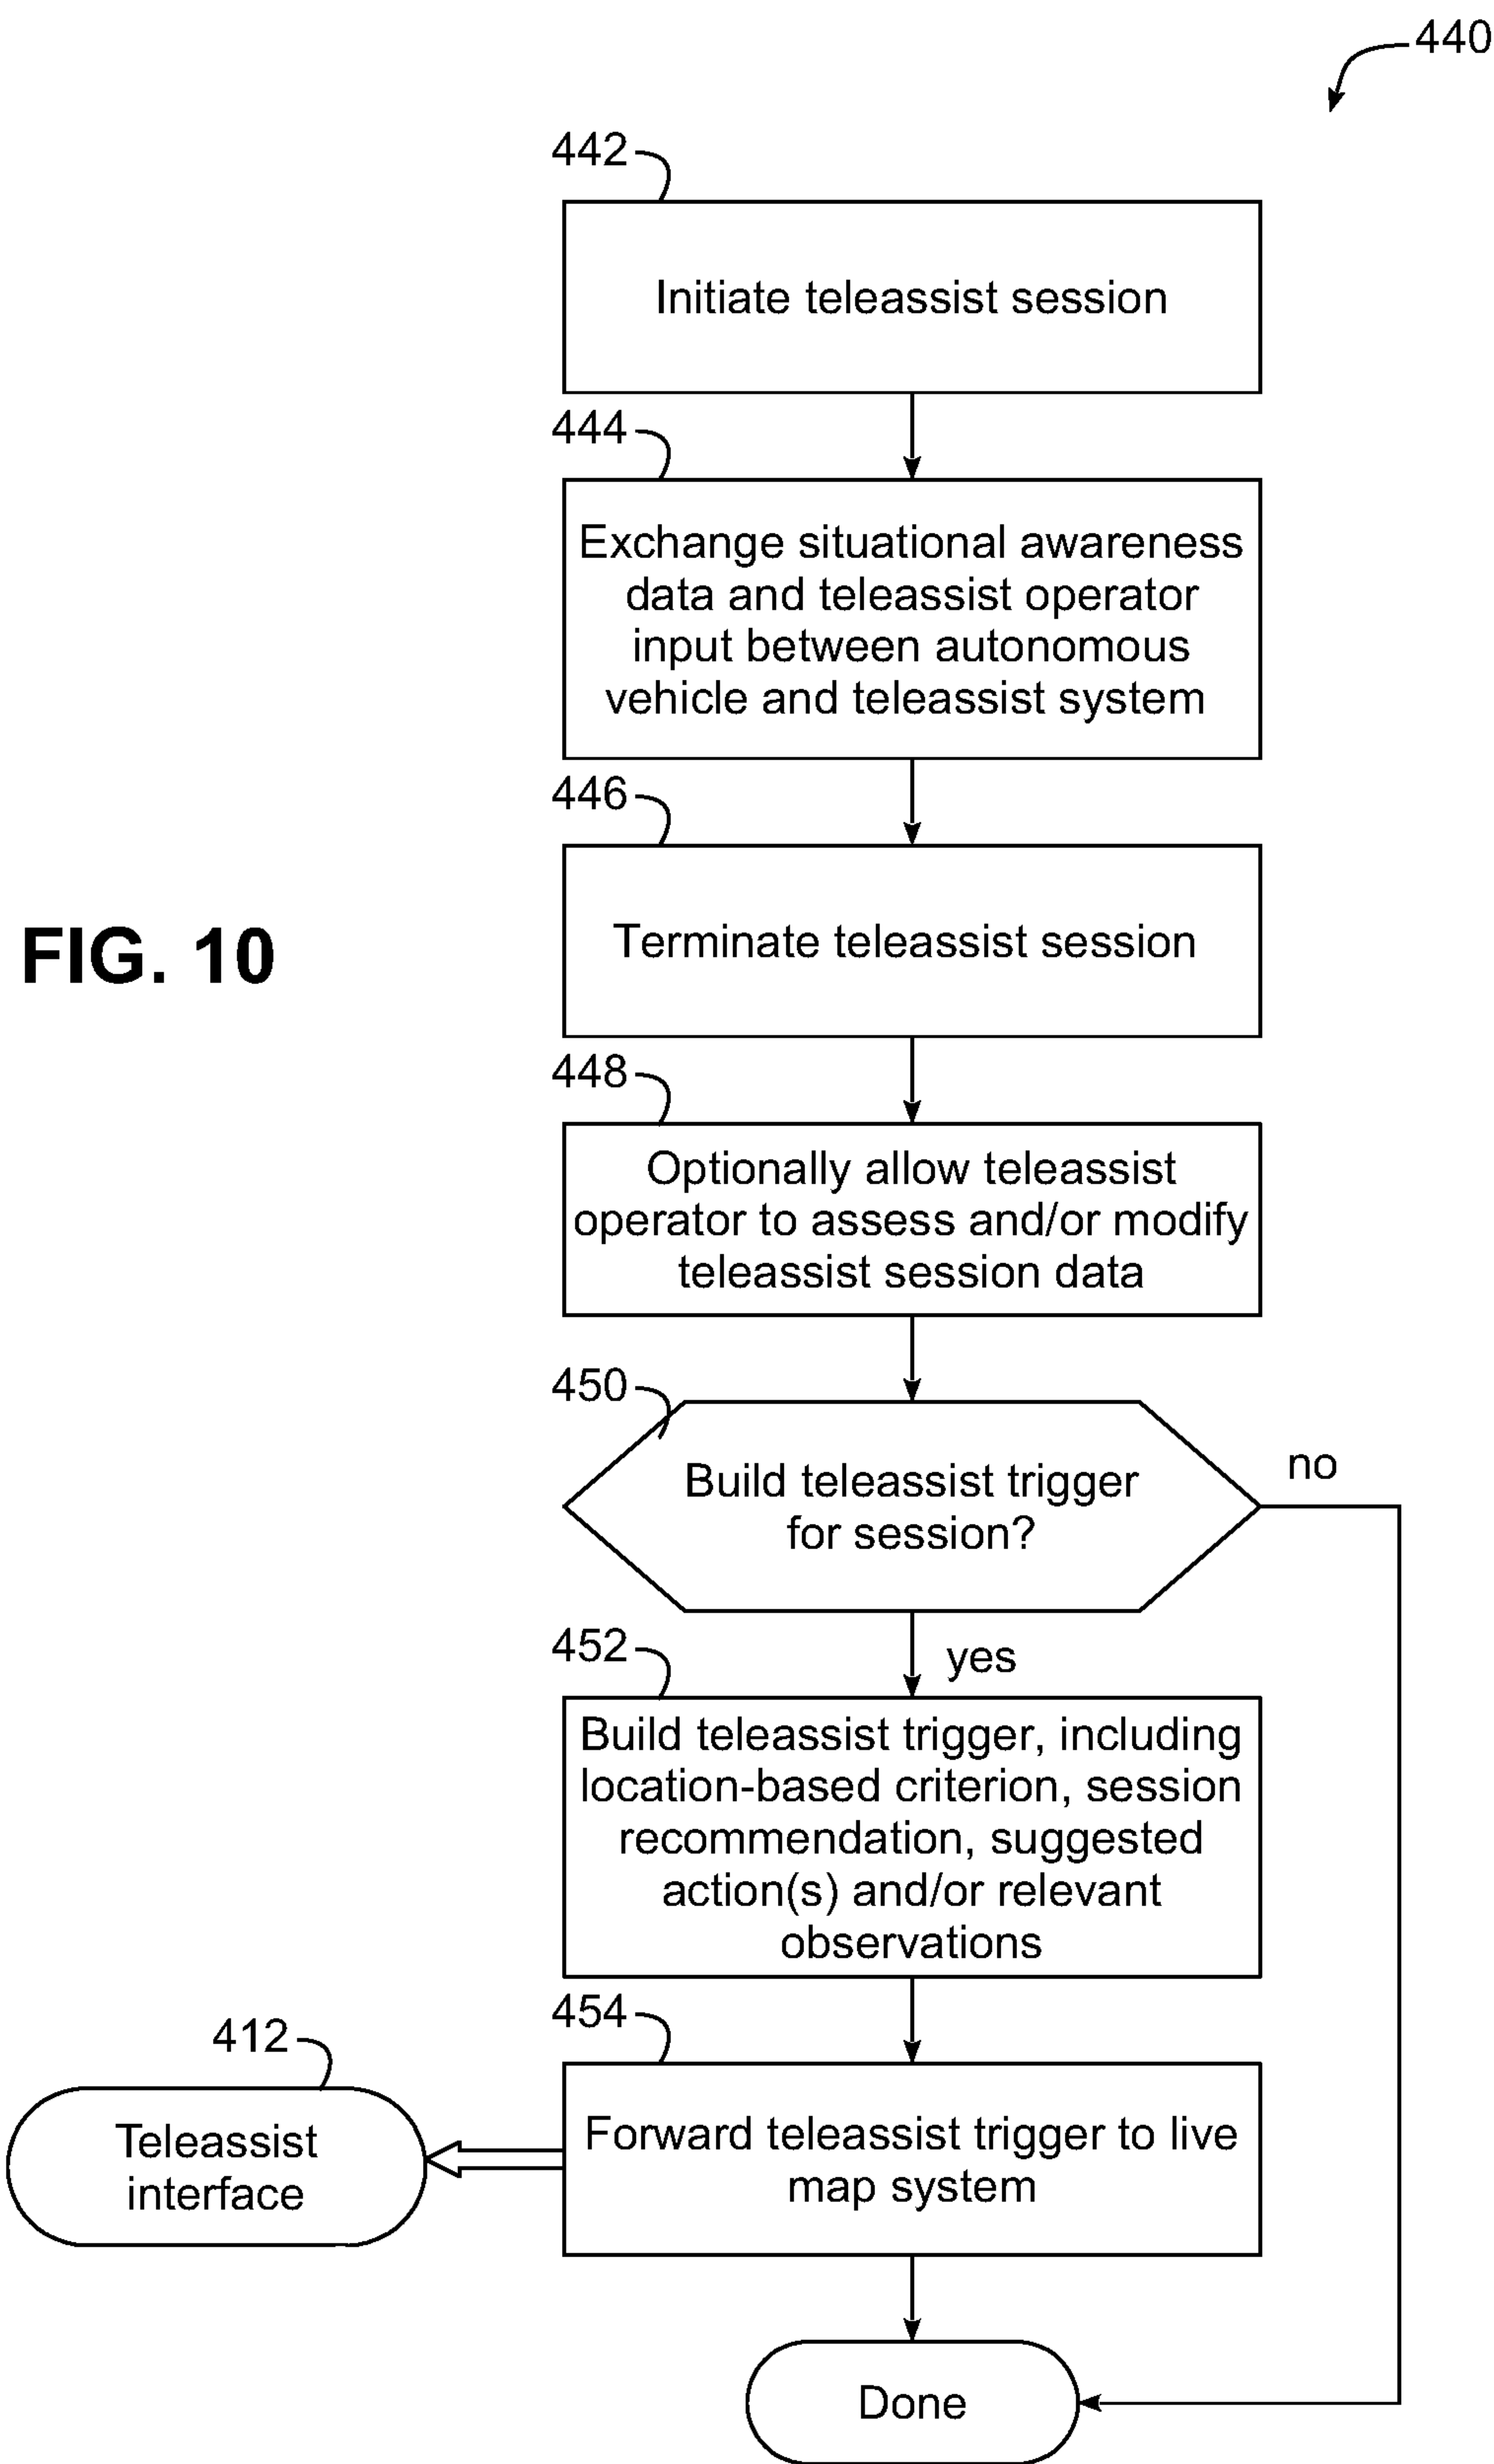 440
442
Initiate teleassist session
444
Exchange situational awareness
data and teleassist operator
input between autonomous
vehicle and teleassist system
446
Terminate teleassist session
FIG. 10
448
Optionally allow teleassist
operator to assess and/or modify
teleassist session data
450
Build teleassist trigger
for session?
no
yes
452
Build teleassist trigger, including
location-based criterion, session
recommendation, suggested
action(s) and/or relevant
observations
454
Forward teleassist trigger to live
map system
412
Teleassist
interface
Done